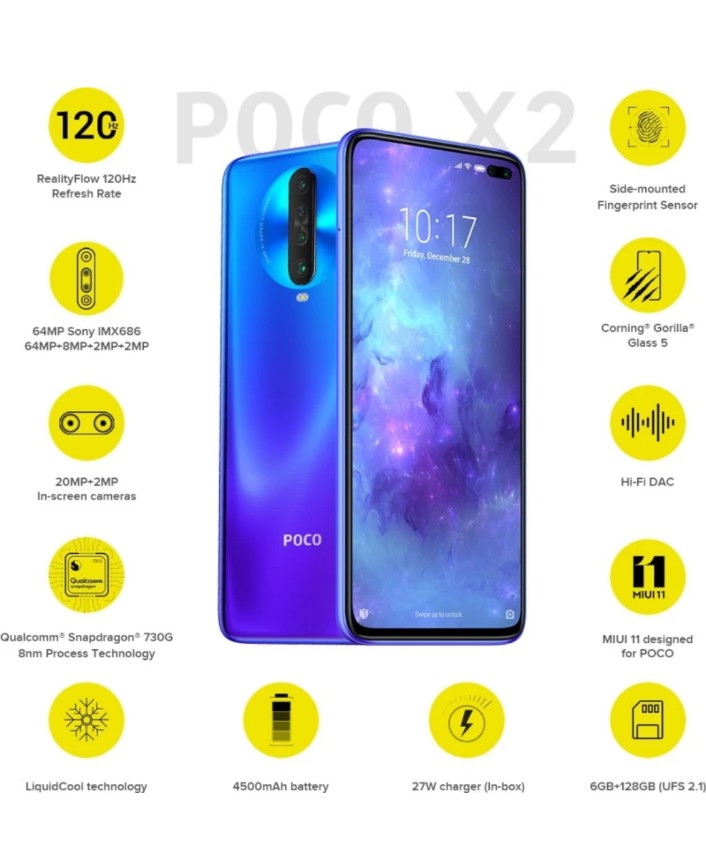 POCO X2
120Hz
RealityFlow 120Hz
Refresh Rate
Side-mounted
Fingerprint Sensor
10:17
Friday, December 28
64MP Sony IMX686
64MP+8MP+2MP+2MP
Corning® Gorilla®
Glass 5
20MP+2MP
In-screen cameras
Hi-Fi DAC
POCO
Qualcomm
snapdragon
Qualcomm® Snapdragon® 730G
8nm Process Technology
Swipe up to unlock
11
MIUI 11
MIUI 11 designed
for POCO
LiquidCool technology
4500mAh battery
27W charger (In-box)
6GB+128GB (UFS 2.1)